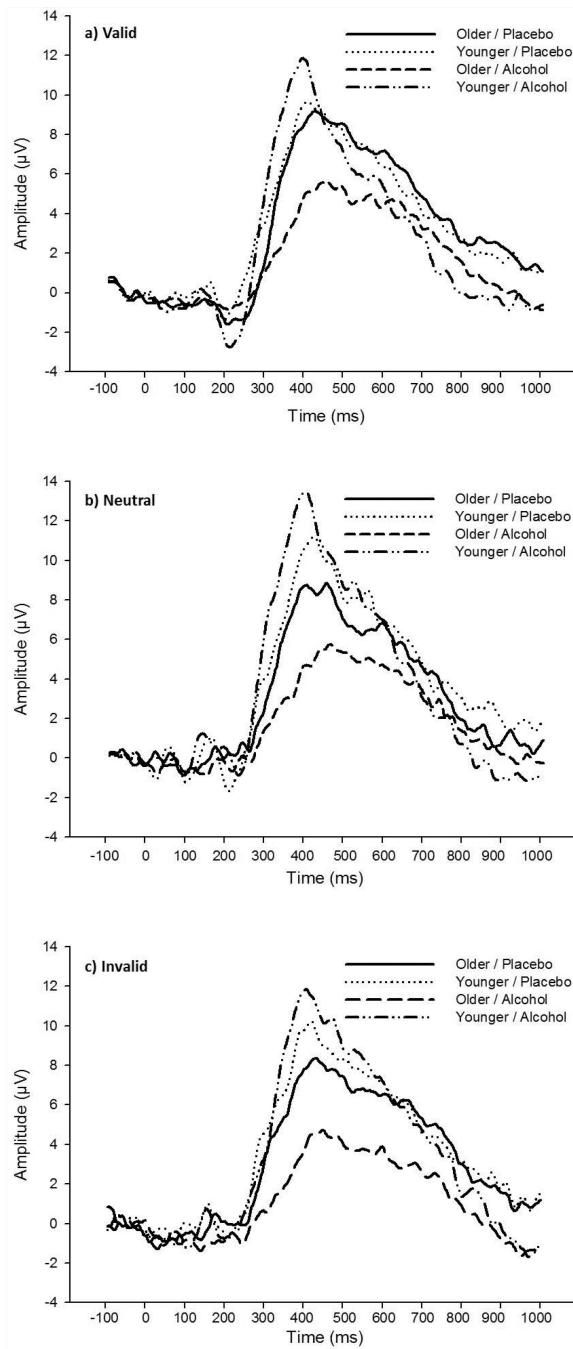 a) Valid
Older / Placebo
Younger / Placebo
Older / Alcohol
Younger / Alcohol
Amplitude (µV)
14
12
10
8
6
4
2
0
-2
-4
-100 0 100 200 300 400 500 600 700 800 900 1000
Time (ms)
b) Neutral
Older / Placebo
Younger / Placebo
Older / Alcohol
Younger / Alcohol
Amplitude (µV)
14
12
10
8
6
4
2
0
-2
-4
-100 0 100 200 300 400 500 600 700 800 900 1000
Time (ms)
c) Invalid
Older / Placebo
Younger / Placebo
Older / Alcohol
Younger / Alcohol
Amplitude (µV)
14
12
10
8
6
4
2
0
-2
-4
-100 0 100 200 300 400 500 600 700 800 900 1000
Time (ms)